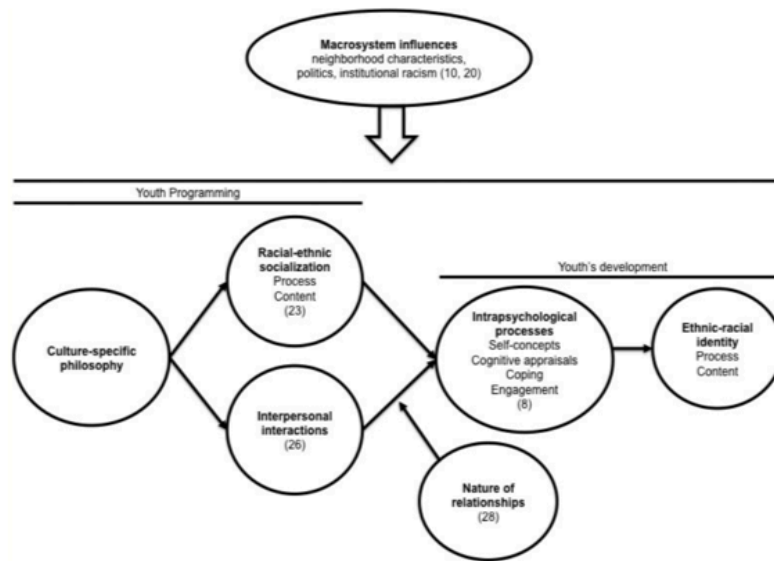 Macrosystem influences
neighborhood characteristics,
politics, institutional racism (10, 20)
Youth Programming
Racial-ethnic
socialization
Process
Content
(23)
Youth's development
Culture-specific
philosophy
Intrapsychological
processes
Self-concepts
Cognitive appraisals
Coping
Engagement
(8)
Ethnic-racial
identity
Process
Content
Interpersonal
interactions
(26)
Nature of
relationships
(28)